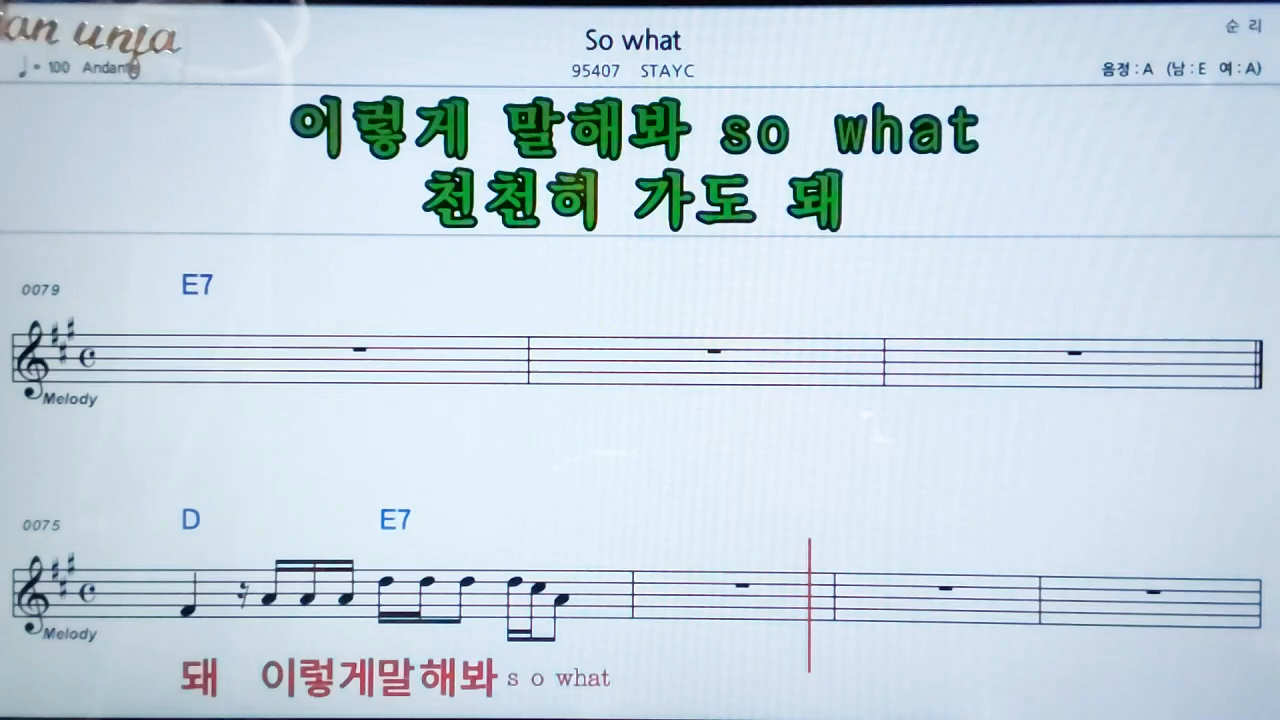 an unja
So what
순 리
♩= 100 Andante
95407 STAYC
음정 : A (남 : E 여 : A)
이렇게 말해봐 so what
천천히 가도 돼
0079 E7
Melody
0075 D E7
Melody
돼 이렇게말해봐 so what